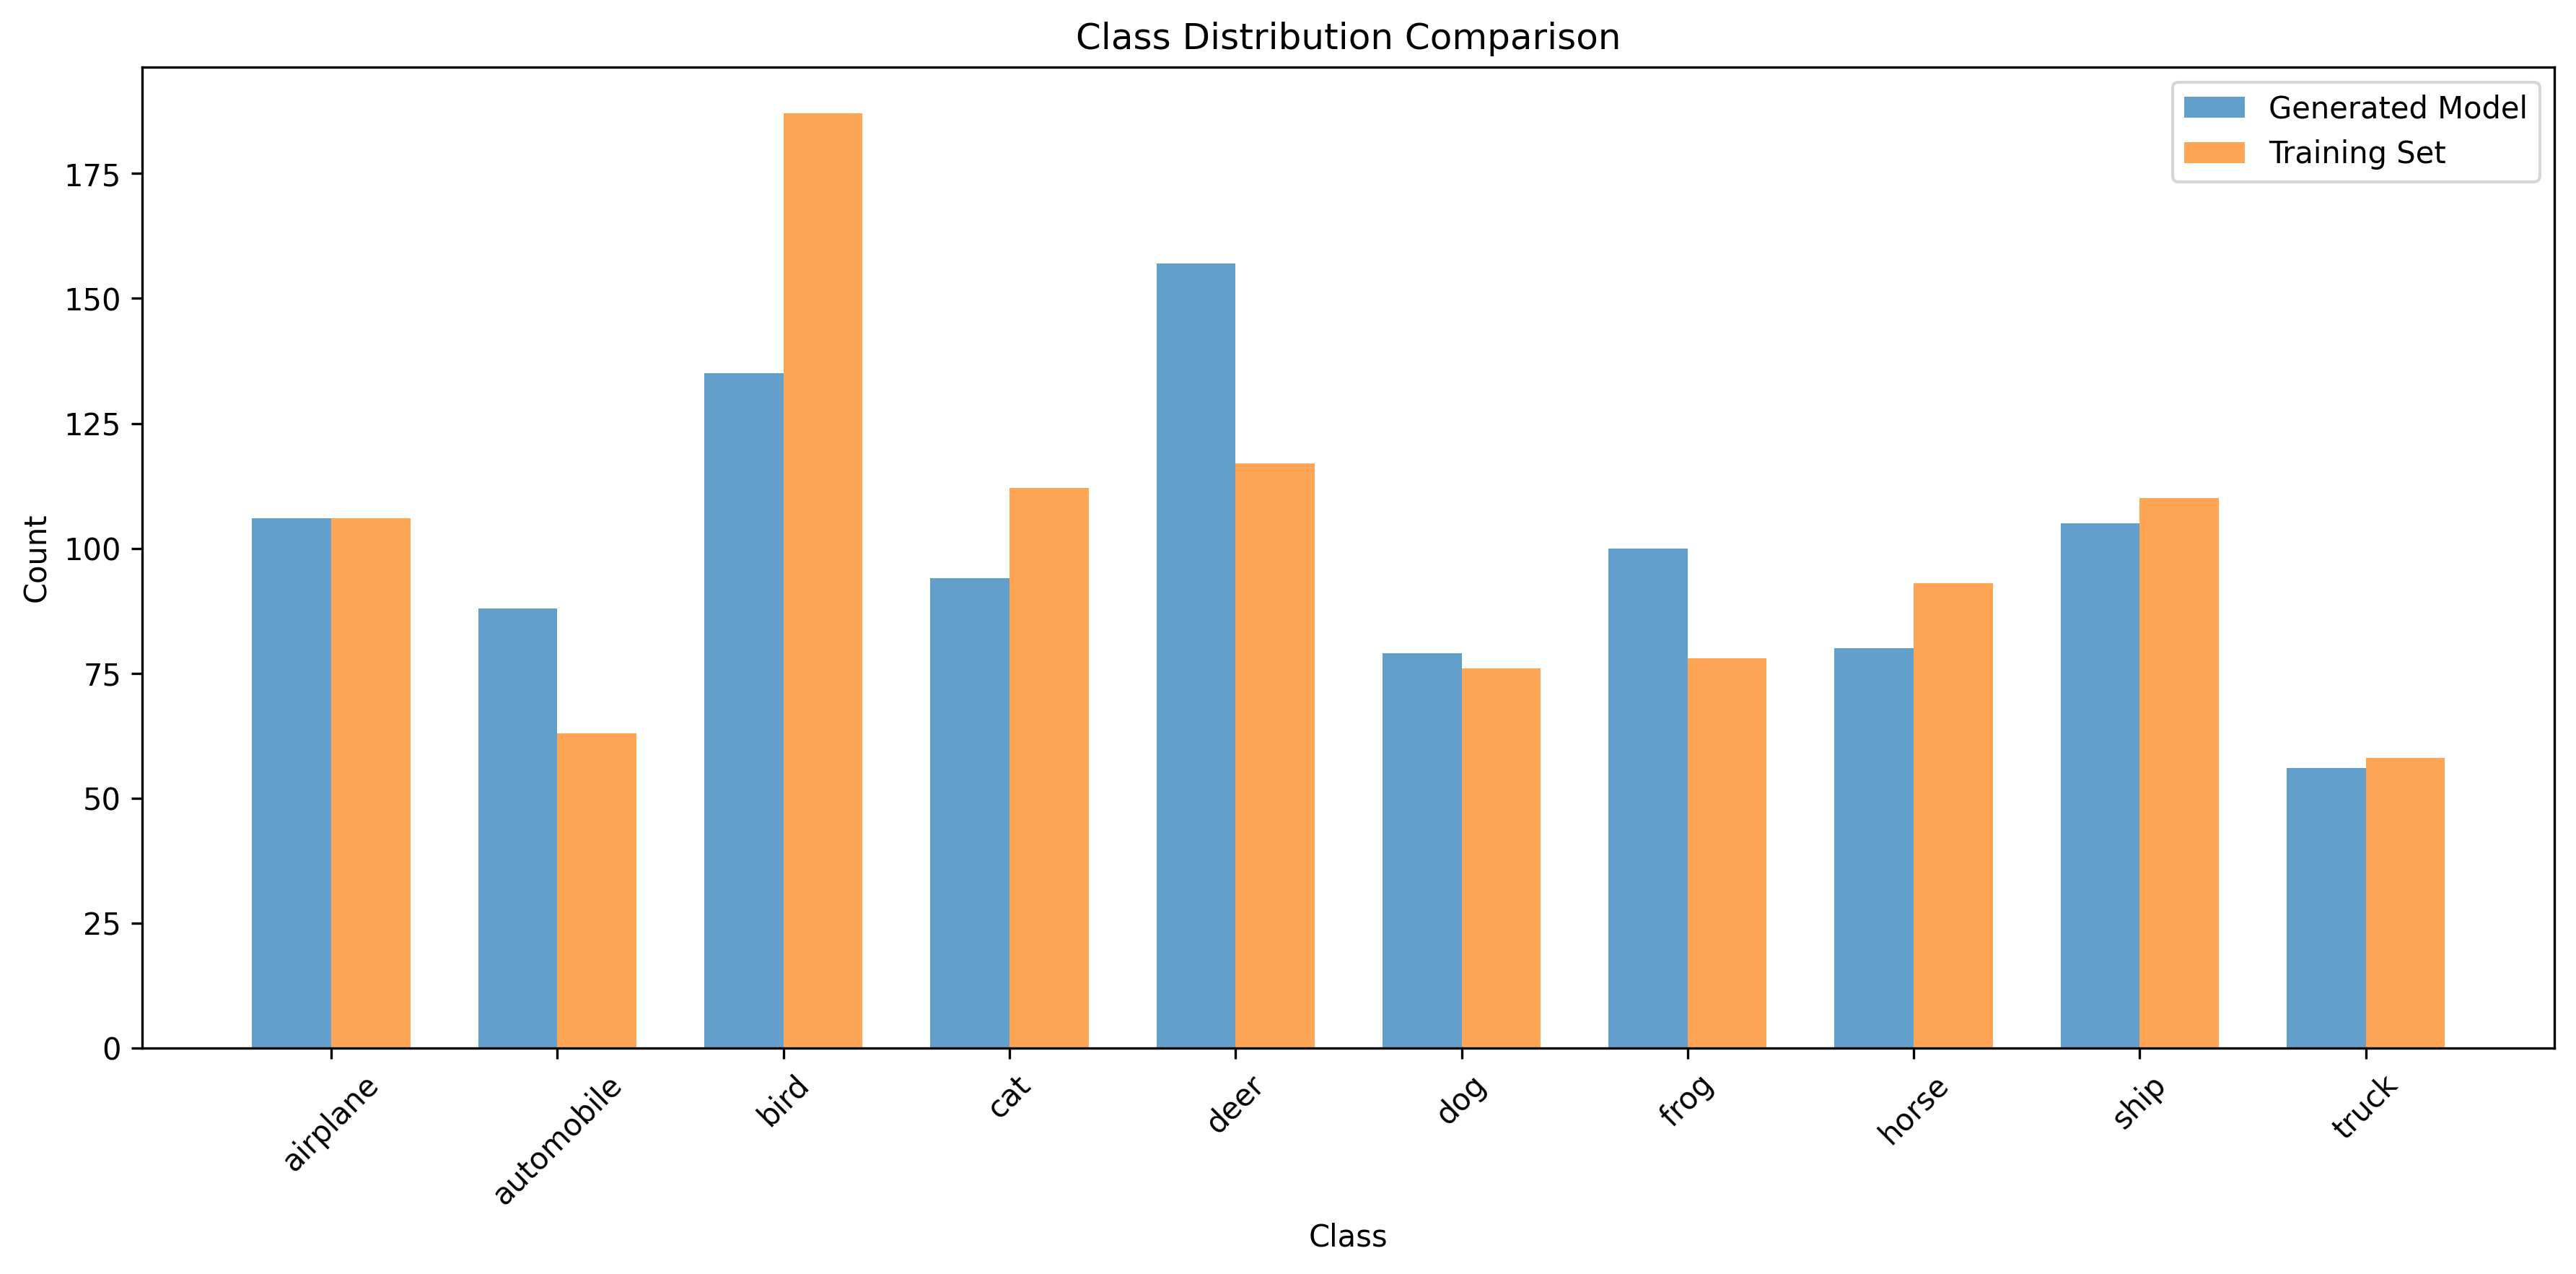 Class Distribution Comparison
Generated Model
Training Set
Count
175
150
125
100
75
50
25
0
airplane
automobile
bird
cat
deer
dog
frog
horse
ship
truck
Class